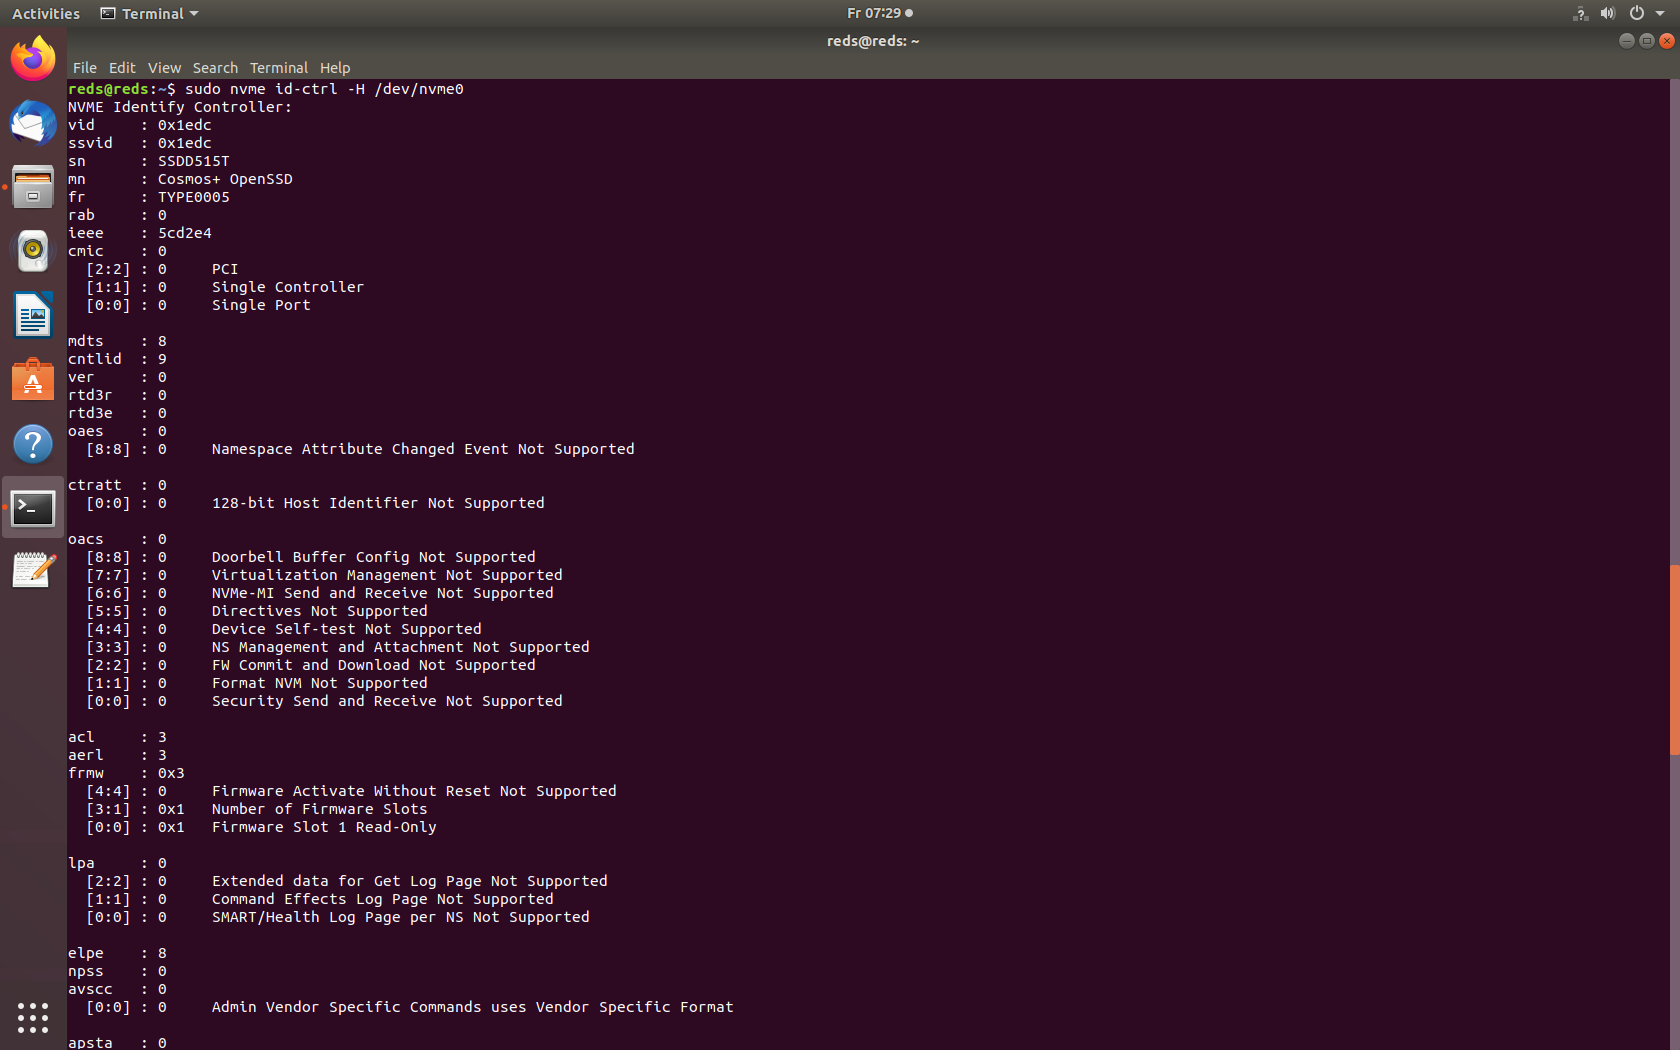 Activities Terminal Fr 07:29
reds@reds: ~
File Edit View Search Terminal Help
reds@reds:~$ sudo nvme id-ctrl -H /dev/nvme0
NVME Identify Controller:
vid     : 0x1edc
ssvid   : 0x1edc
sn      : SSDD515T
mn      : Cosmos+ OpenSSD
fr      : TYPE0005
rab     : 0
ieee    : 5cd2e4
cmic    : 0
  [2:2] : 0     PCI
  [1:1] : 0     Single Controller
  [0:0] : 0     Single Port
mdts    : 8
cntlid  : 9
ver     : 0
rtd3r   : 0
rtd3e   : 0
oaes    : 0
  [8:8] : 0     Namespace Attribute Changed Event Not Supported
ctratt  : 0
  [0:0] : 0     128-bit Host Identifier Not Supported
oacs    : 0
  [8:8] : 0     Doorbell Buffer Config Not Supported
  [7:7] : 0     Virtualization Management Not Supported
  [6:6] : 0     NVMe-MI Send and Receive Not Supported
  [5:5] : 0     Directives Not Supported
  [4:4] : 0     Device Self-test Not Supported
  [3:3] : 0     NS Management and Attachment Not Supported
  [2:2] : 0     FW Commit and Download Not Supported
  [1:1] : 0     Format NVM Not Supported
  [0:0] : 0     Security Send and Receive Not Supported
acl     : 3
aerl    : 3
frmw    : 0x3
  [4:4] : 0     Firmware Activate Without Reset Not Supported
  [3:1] : 0x1   Number of Firmware Slots
  [0:0] : 0x1   Firmware Slot 1 Read-Only
lpa     : 0
  [2:2] : 0     Extended data for Get Log Page Not Supported
  [1:1] : 0     Command Effects Log Page Not Supported
  [0:0] : 0     SMART/Health Log Page per NS Not Supported
elpe    : 8
npss    : 0
avscc   : 0
  [0:0] : 0     Admin Vendor Specific Commands uses Vendor Specific Format
apsta   : 0